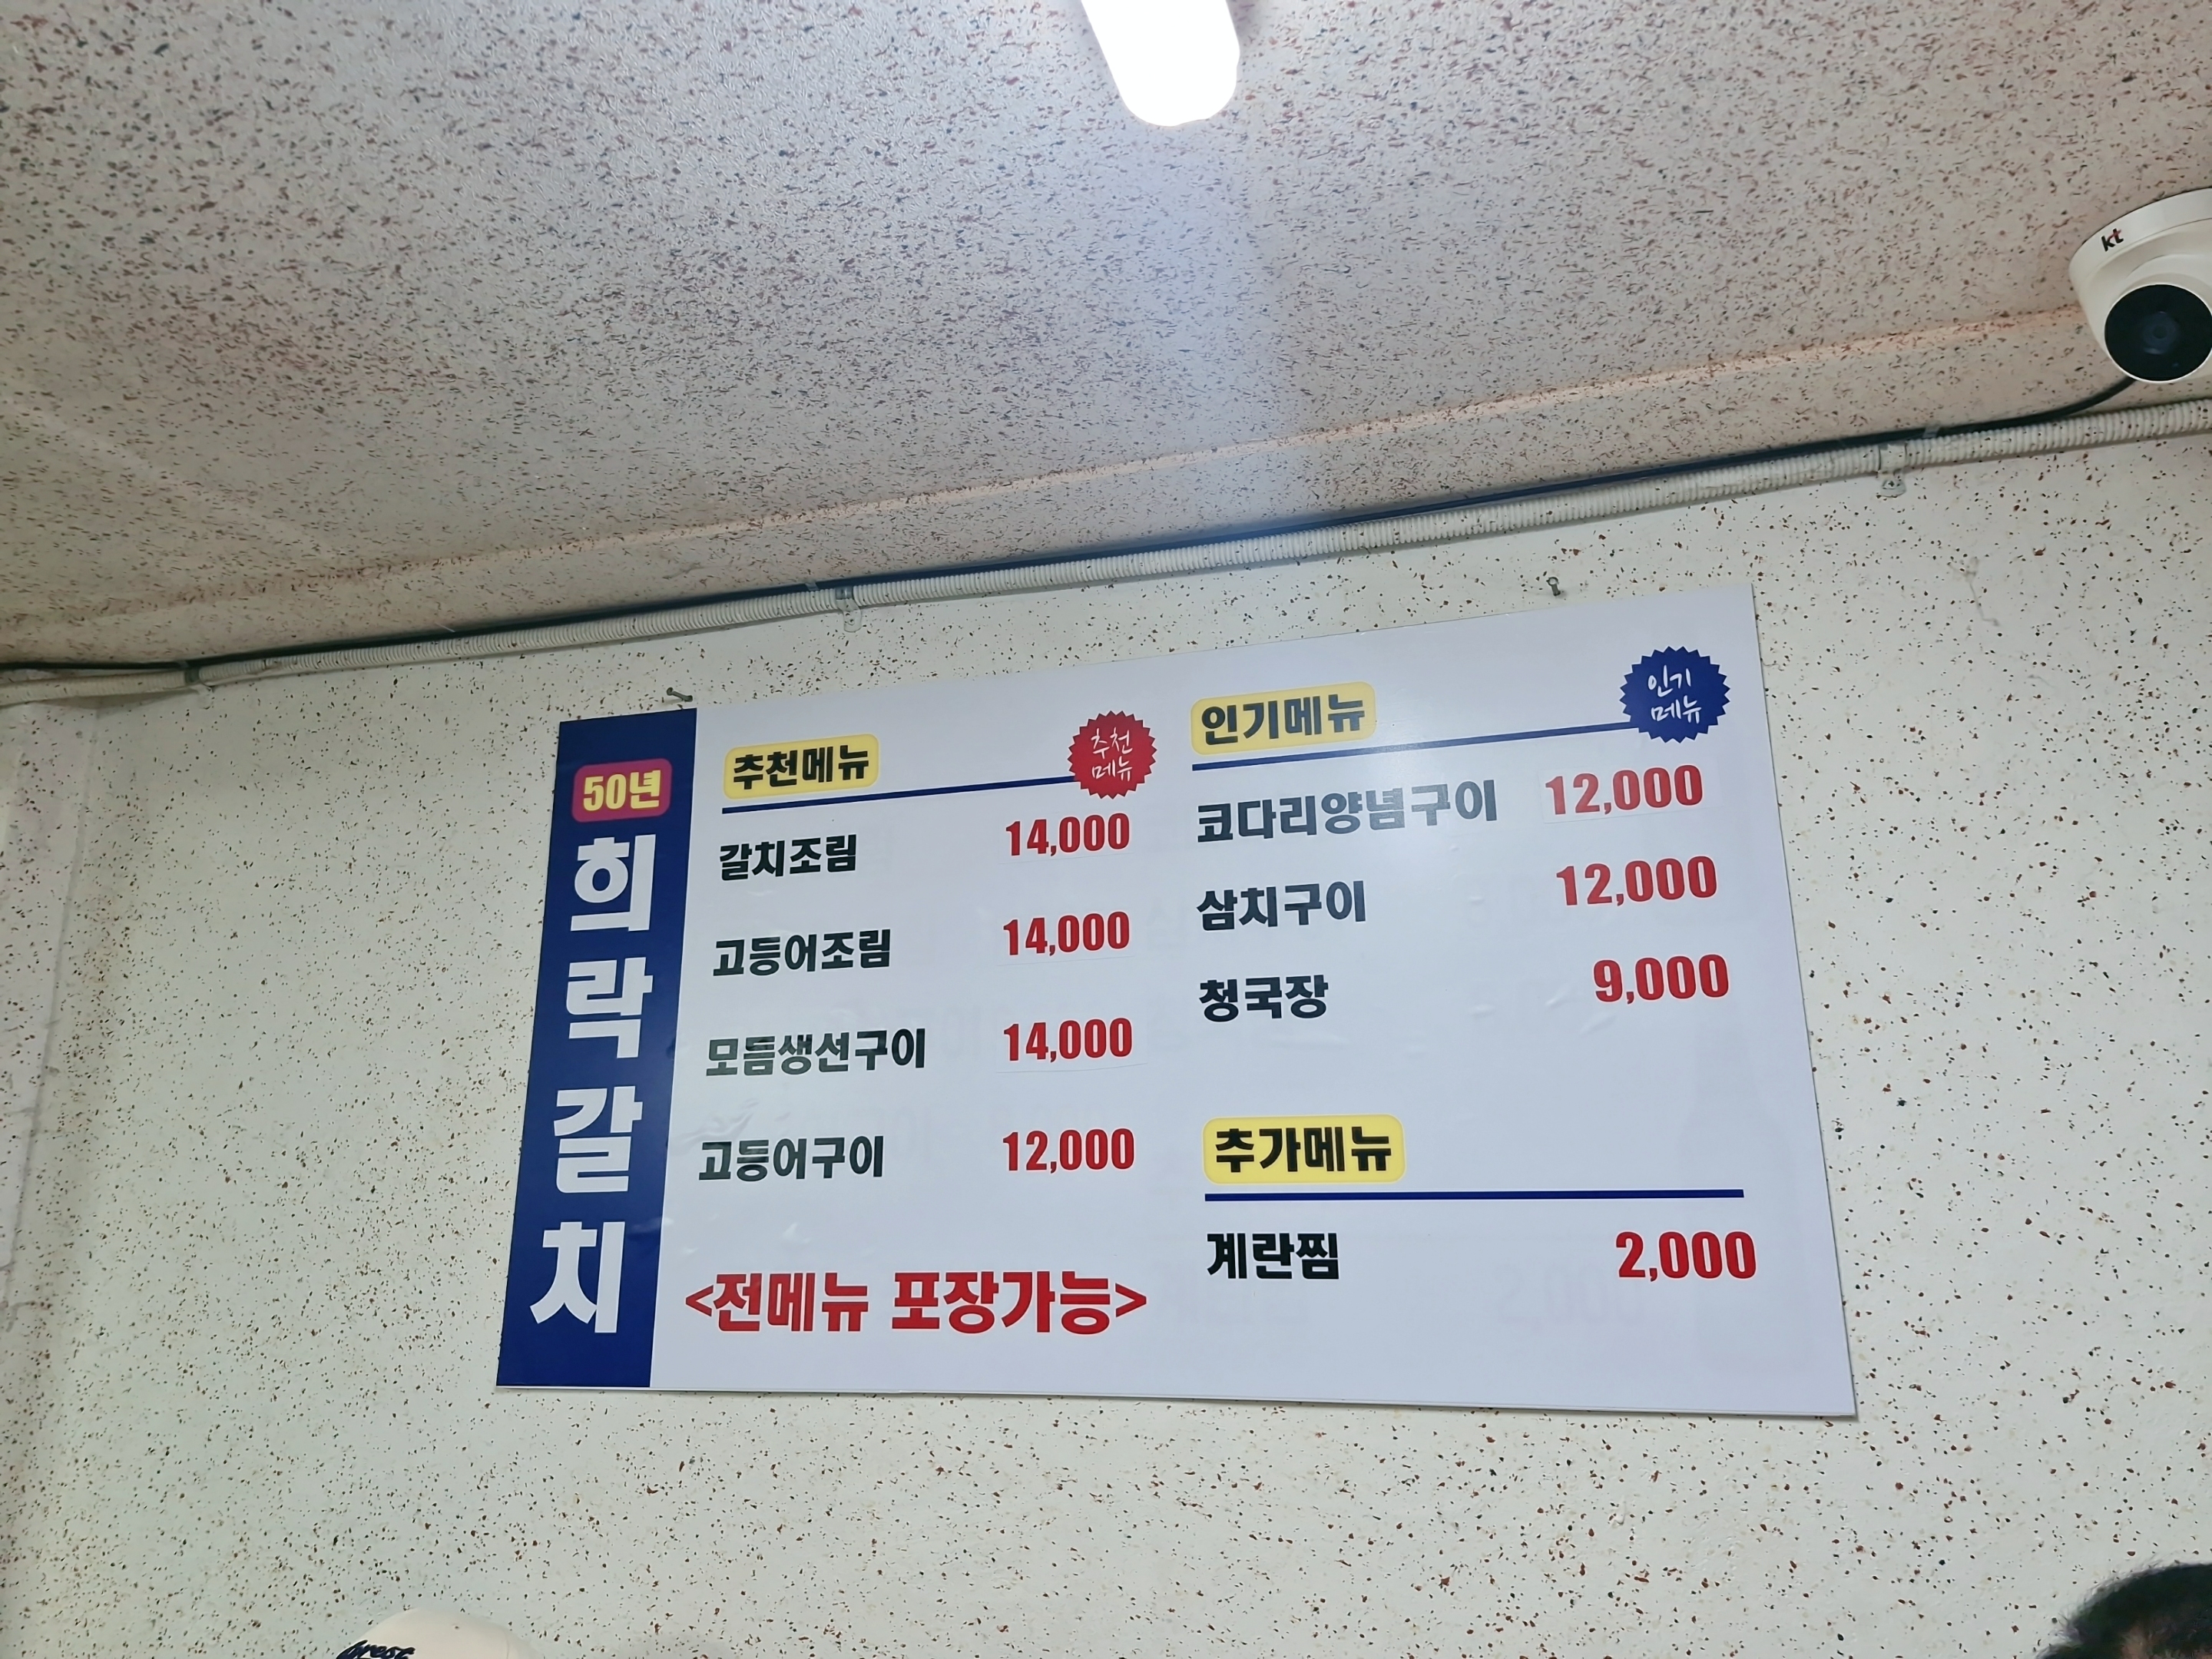 50년
희락갈치
추천메뉴
추천
메뉴
갈치조림 14,000
고등어조림 14,000
모듬생선구이 14,000
고등어구이 12,000
<전메뉴 포장가능>
인기메뉴
인기
메뉴
코다리양념구이 12,000
삼치구이 12,000
청국장 9,000
추가메뉴
계란찜 2,000
kt